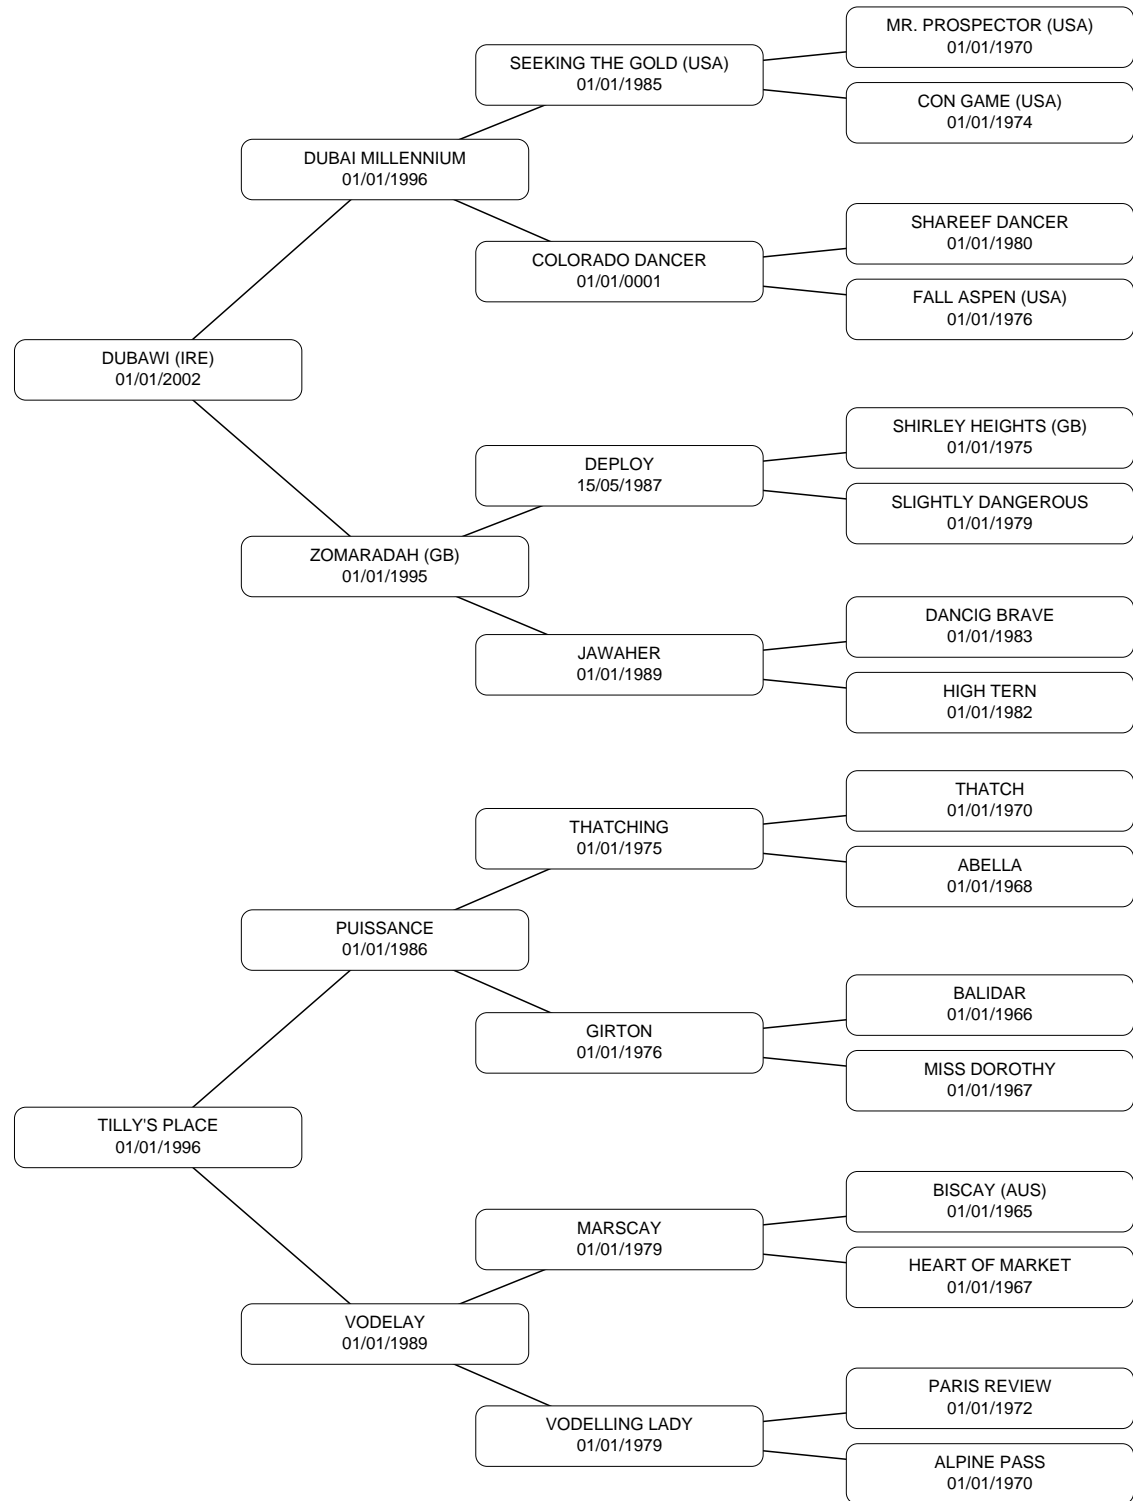 MR. PROSPECTOR (USA)
01/01/1970
SEEKING THE GOLD (USA)
01/01/1985
CON GAME (USA)
01/01/1974
DUBAI MILLENNIUM
01/01/1996
SHAREEF DANCER
01/01/1980
COLORADO DANCER
01/01/0001
FALL ASPEN (USA)
01/01/1976
DUBAWI (IRE)
01/01/2002
SHIRLEY HEIGHTS (GB)
01/01/1975
DEPLOY
15/05/1987
SLIGHTLY DANGEROUS
01/01/1979
ZOMARADAH (GB)
01/01/1995
DANCIG BRAVE
01/01/1983
JAWAHER
01/01/1989
HIGH TERN
01/01/1982
THATCH
01/01/1970
THATCHING
01/01/1975
ABELLA
01/01/1968
PUISSANCE
01/01/1986
BALIDAR
01/01/1966
GIRTON
01/01/1976
MISS DOROTHY
01/01/1967
TILLY'S PLACE
01/01/1996
BISCAY (AUS)
01/01/1965
MARSCAY
01/01/1979
HEART OF MARKET
01/01/1967
VODELAY
01/01/1989
PARIS REVIEW
01/01/1972
VODELLING LADY
01/01/1979
ALPINE PASS
01/01/1970